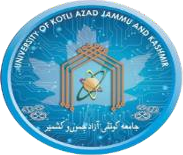 UNIVERSITY OF KOTLI AZAD JAMMU AND KASHMIR
جامعہ کوٹلی آزاد جموں و کشمیر